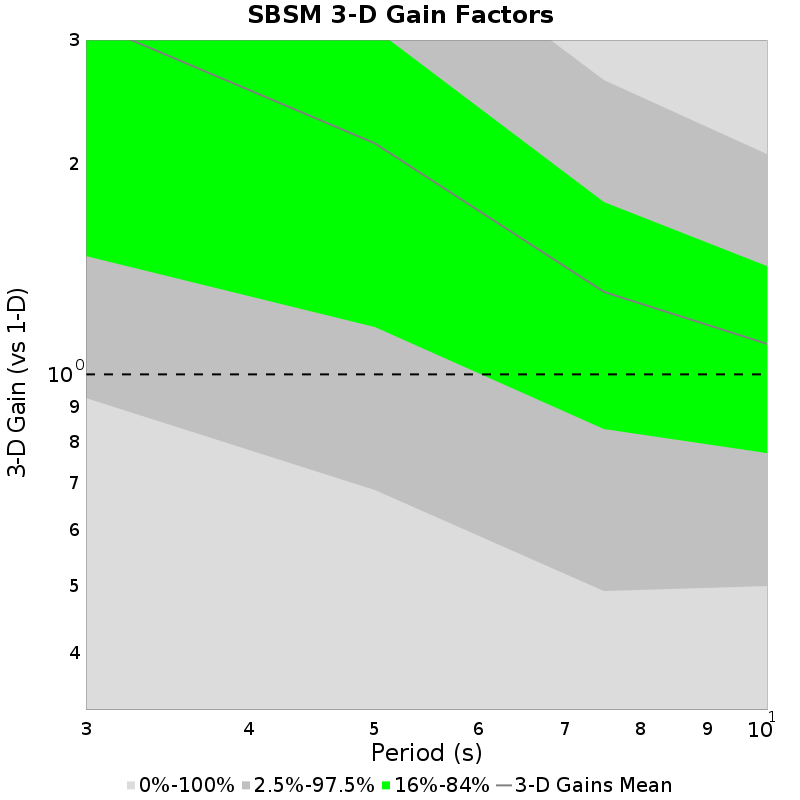 SBSM 3-D Gain Factors
3-D Gain (vs 1-D)
3
2
10^0
9
8
7
6
5
4
3 4 5 6 7 8 9 10^1
Period (s)
0%-100% 2.5%-97.5% 16%-84% 3-D Gains Mean